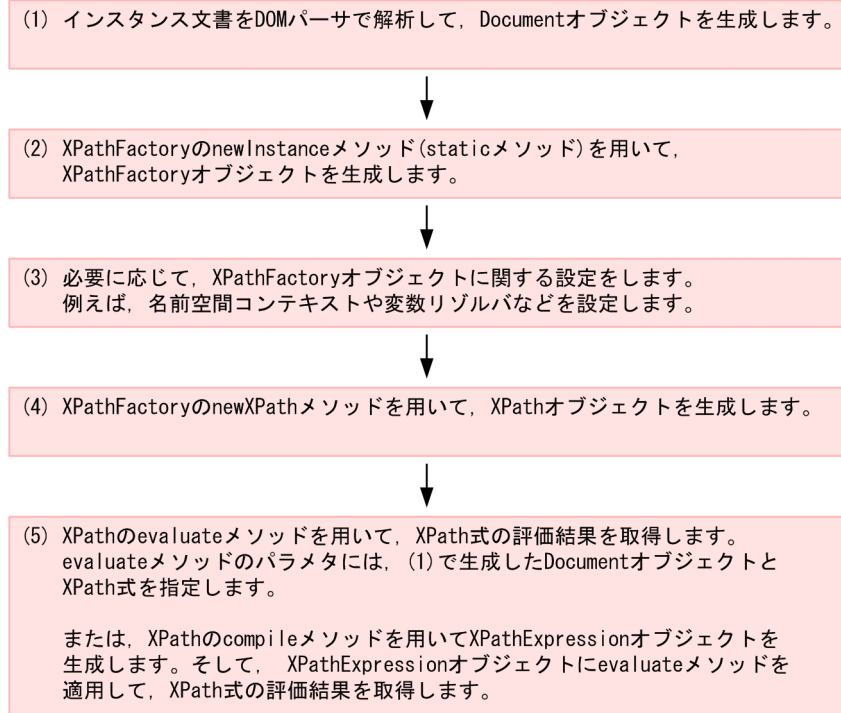 (1) インスタンス文書をDOMパーサで解析して，Documentオブジェクトを生成します。
(2) XPathFactoryのnewInstanceメソッド(staticメソッド)を用いて，
XPathFactoryオブジェクトを生成します。
(3) 必要に応じて，XPathFactoryオブジェクトに関する設定をします。
例えば，名前空間コンテキストや変数リゾルバなどを設定します。
(4) XPathFactoryのnewXPathメソッドを用いて，XPathオブジェクトを生成します。
(5) XPathのevaluateメソッドを用いて，XPath式の評価結果を取得します。
evaluateメソッドのパラメタには，(1)で生成したDocumentオブジェクトと
XPath式を指定します。
または，XPathのcompileメソッドを用いてXPathExpressionオブジェクトを
生成します。そして， XPathExpressionオブジェクトにevaluateメソッドを
適用して，XPath式の評価結果を取得します。